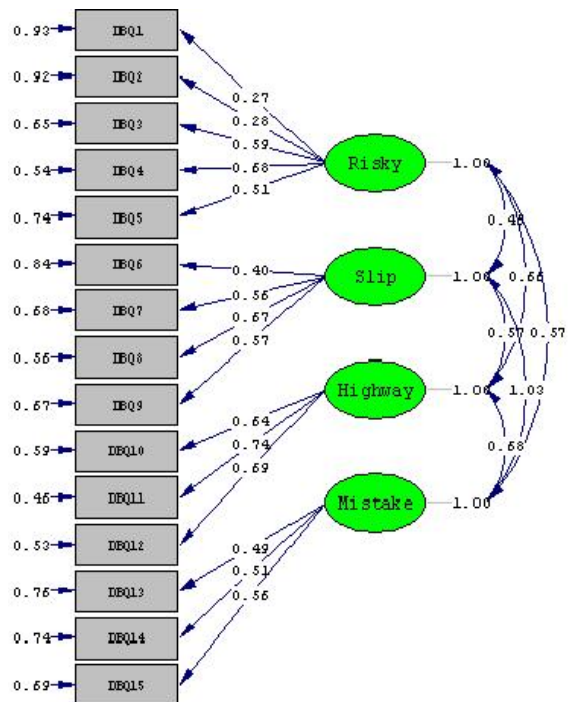 0.93 DBQ1
0.92 DBQ2
0.27
0.28
0.65 DBQ3
0.59
0.54 DBQ4
0.68
Risky 1.00
0.74 DBQ5
0.51
0.84 DBQ6
0.40
Slip 1.00
0.66
0.68 DBQ7
0.56
0.56 DBQ8
0.67
0.57
0.57
0.57
0.67 DBQ9
Highway 1.00
1.03
0.59 DBQ10
0.64
0.68
0.46 DBQ11
0.74
0.53 DBQ12
0.69
Mistake 1.00
0.76 DBQ13
0.49
0.51
0.74 DBQ14
0.56
0.69 DBQ15